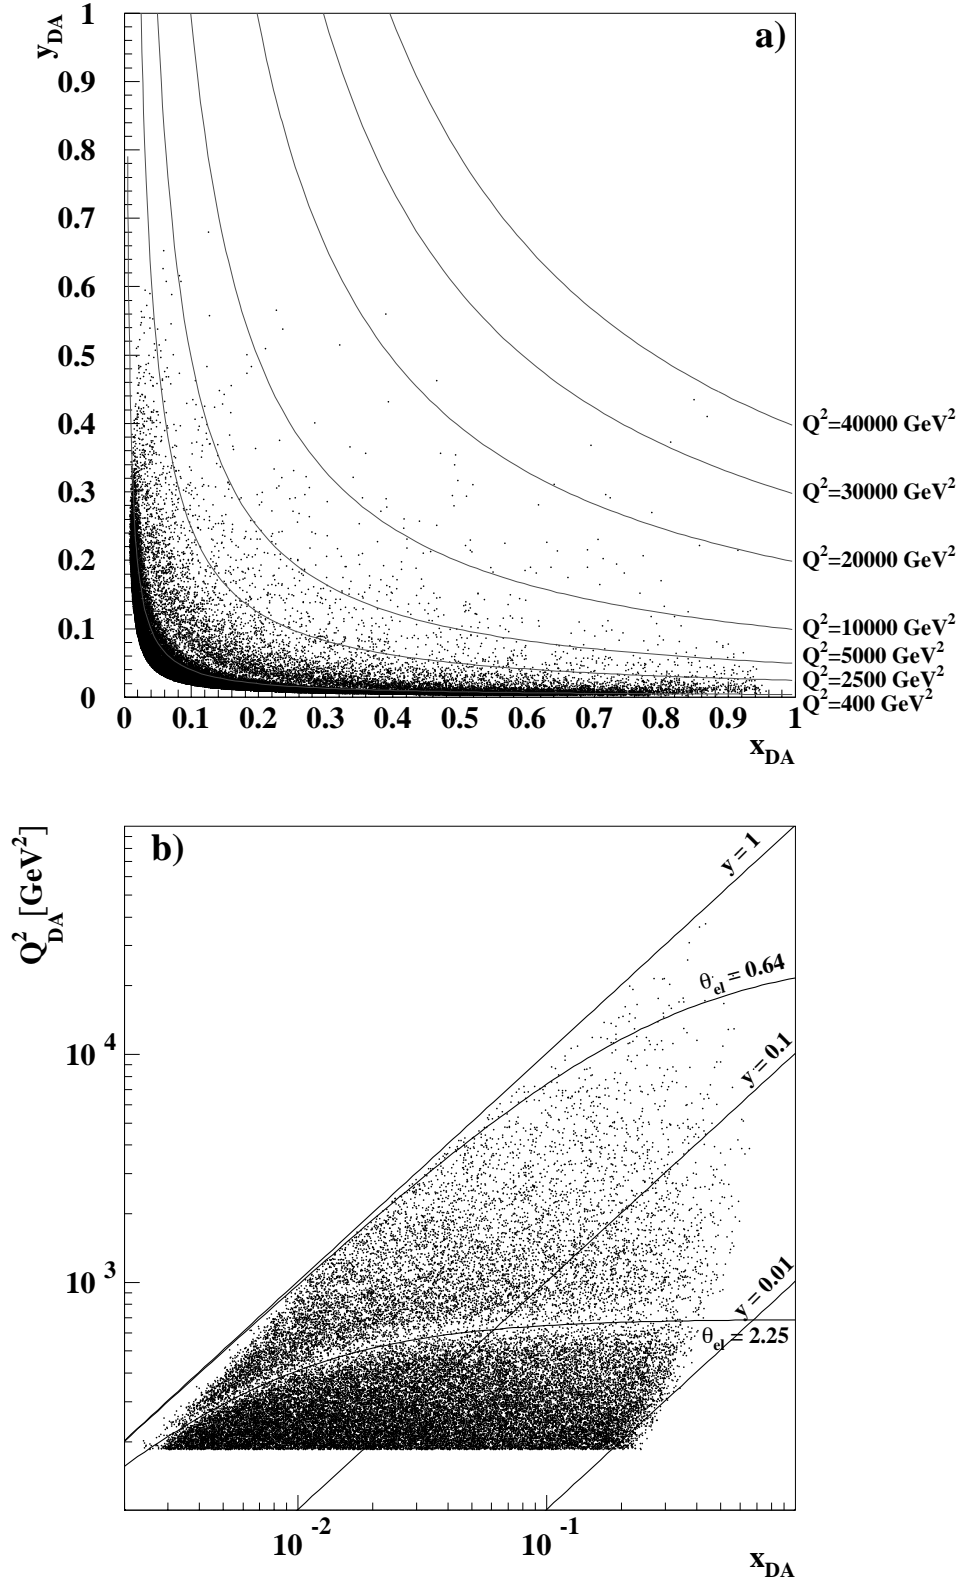 a)
y_DA
1
0.9
0.8
0.7
0.6
0.5
0.4
0.3
0.2
0.1
0
Q²=40000 GeV²
Q²=30000 GeV²
Q²=20000 GeV²
Q²=10000 GeV²
Q²=5000 GeV²
Q²=2500 GeV²
Q²=400 GeV²
0 0.1 0.2 0.3 0.4 0.5 0.6 0.7 0.8 0.9 1
x_DA
b)
Q²_DA [GeV²]
y = 1
θ_el = 0.64
y = 0.1
y = 0.01
θ_el = 2.25
10⁴
10³
10⁻² 10⁻¹
x_DA